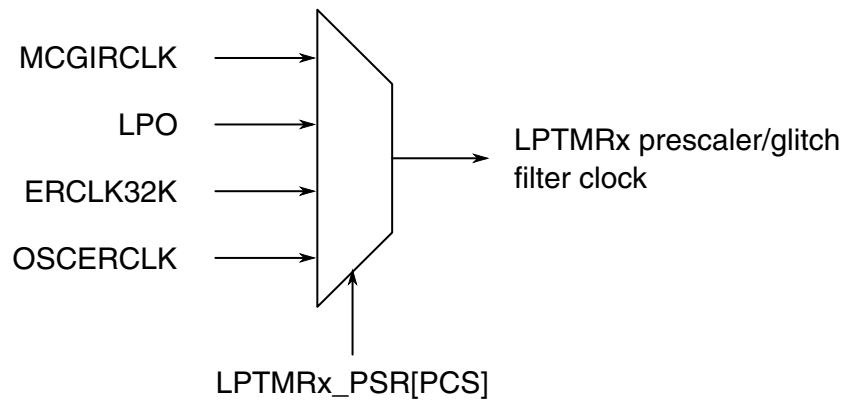 MCGIRCLK
LPO
ERCLK32K
OSCERCLK
LPTMRx prescaler/glitch
filter clock
LPTMRx_PSR[PCS]